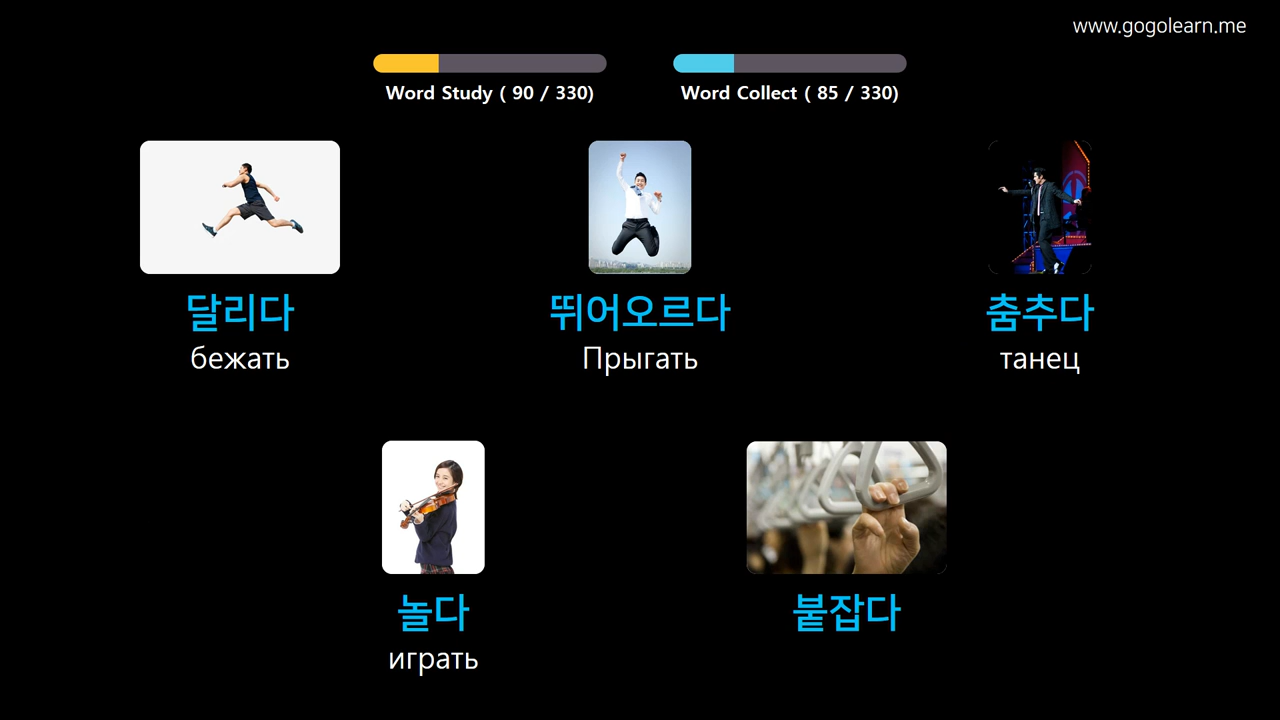 www.gogolearn.me
Word Study ( 90 / 330)
Word Collect ( 85 / 330)
달리다
бежать
뛰어오르다
Прыгать
춤추다
танец
놀다
играть
붙잡다